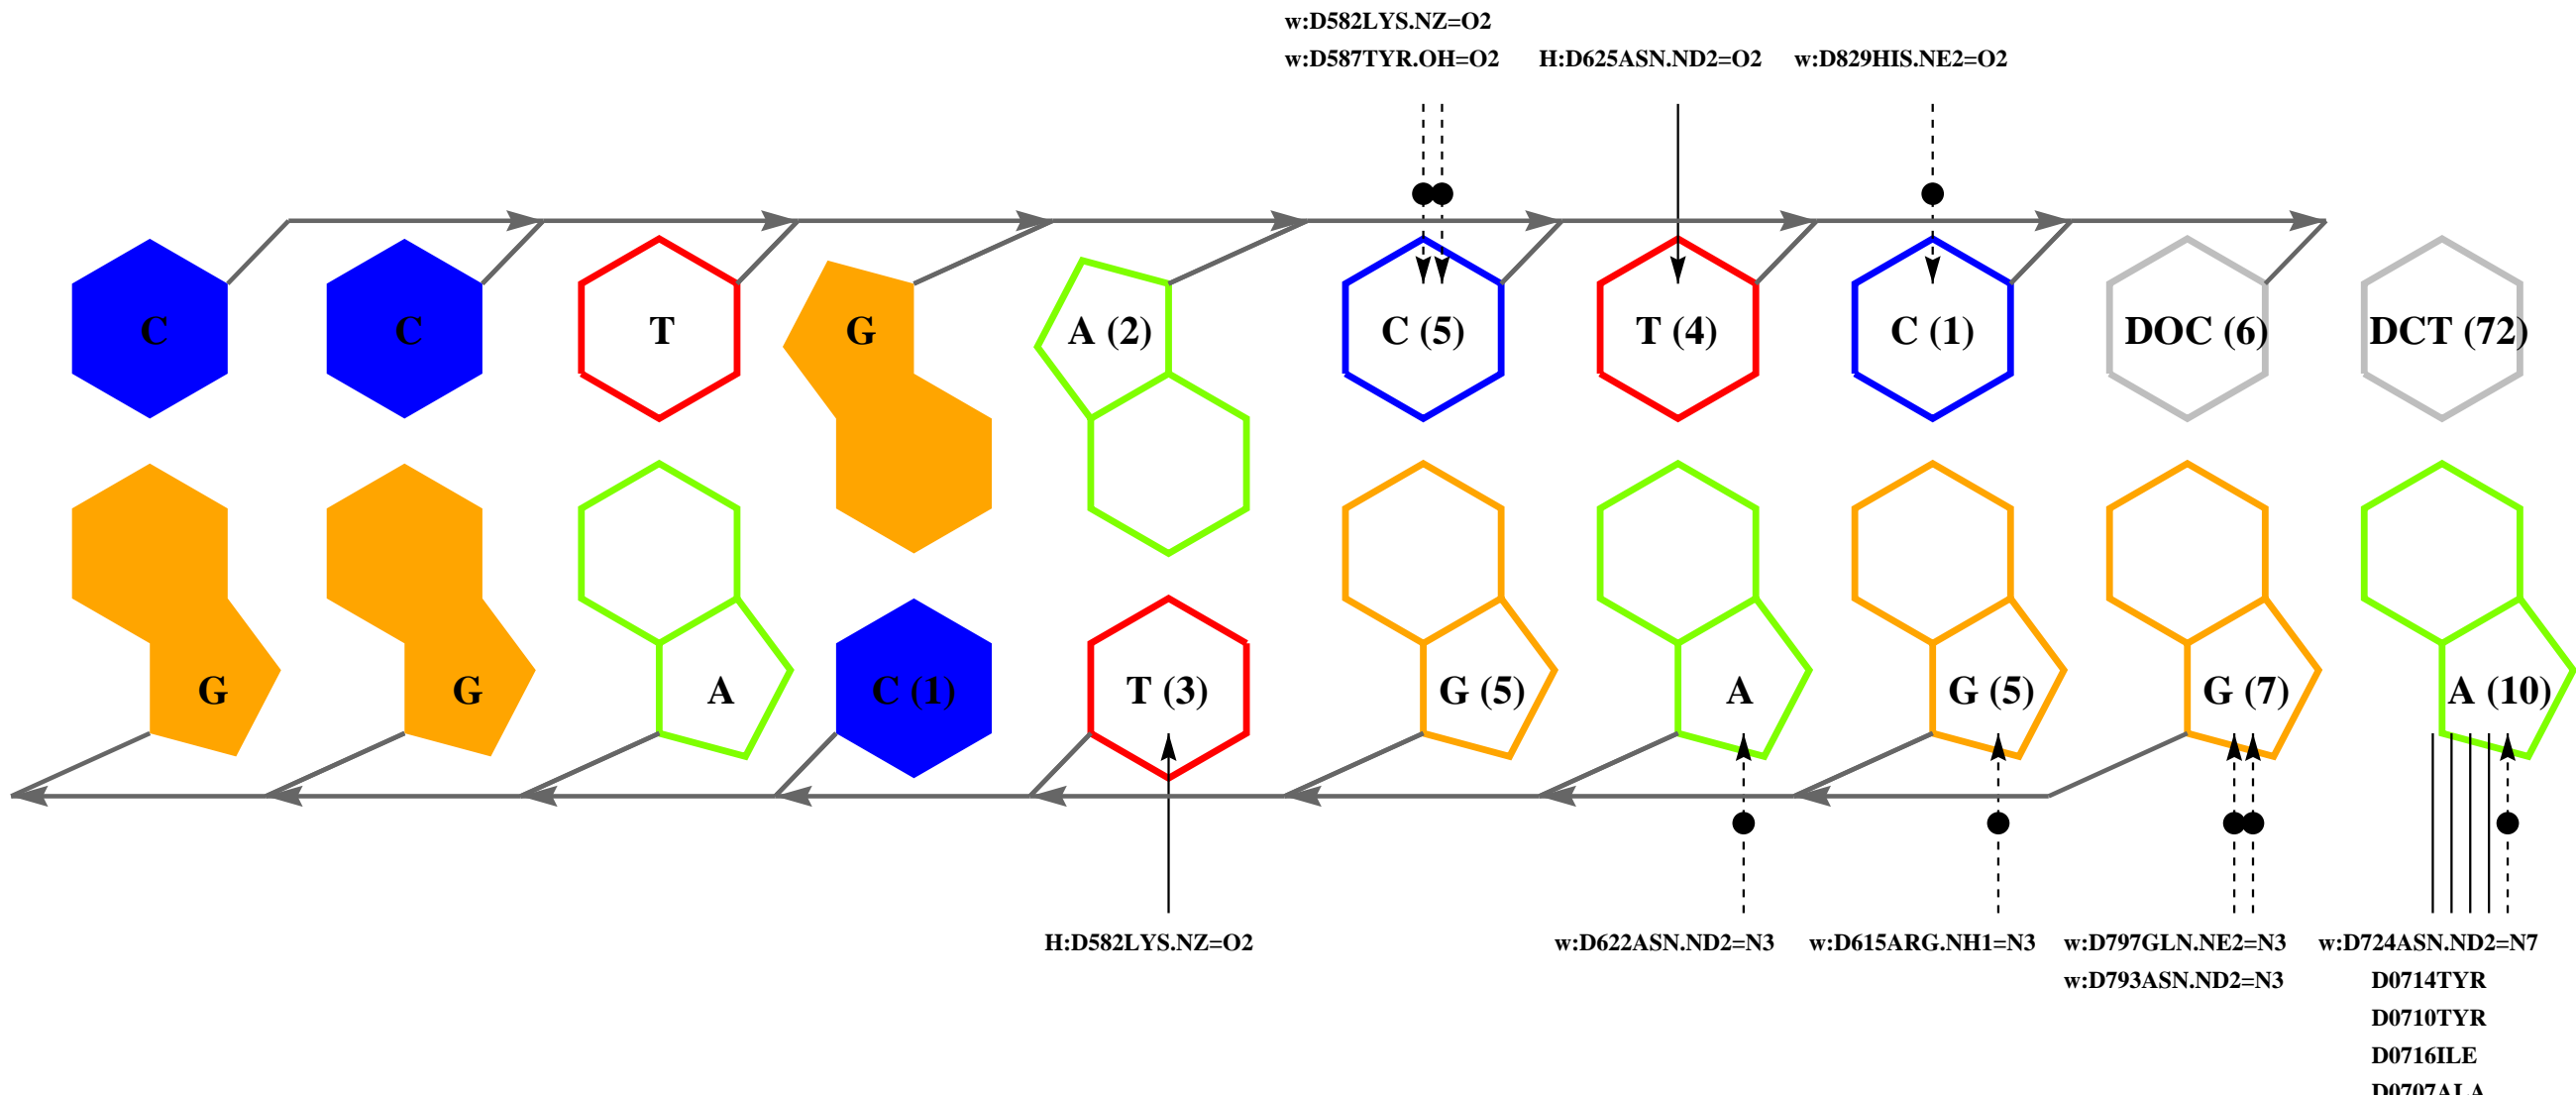 w:D582LYS.NZ=O2
w:D587TYR.OH=O2 H:D625ASN.ND2=O2 w:D829HIS.NE2=O2
C C T G A (2) C (5) T (4) C (1) DOC (6) DCT (72)
G G A C (1) T (3) G (5) A G (5) G (7) A (10)
H:D582LYS.NZ=O2 w:D622ASN.ND2=N3 w:D615ARG.NH1=N3 w:D797GLN.NE2=N3 w:D724ASN.ND2=N7
w:D793ASN.ND2=N3 D0714TYR
D0710TYR
D0716ILE
D0707ALA